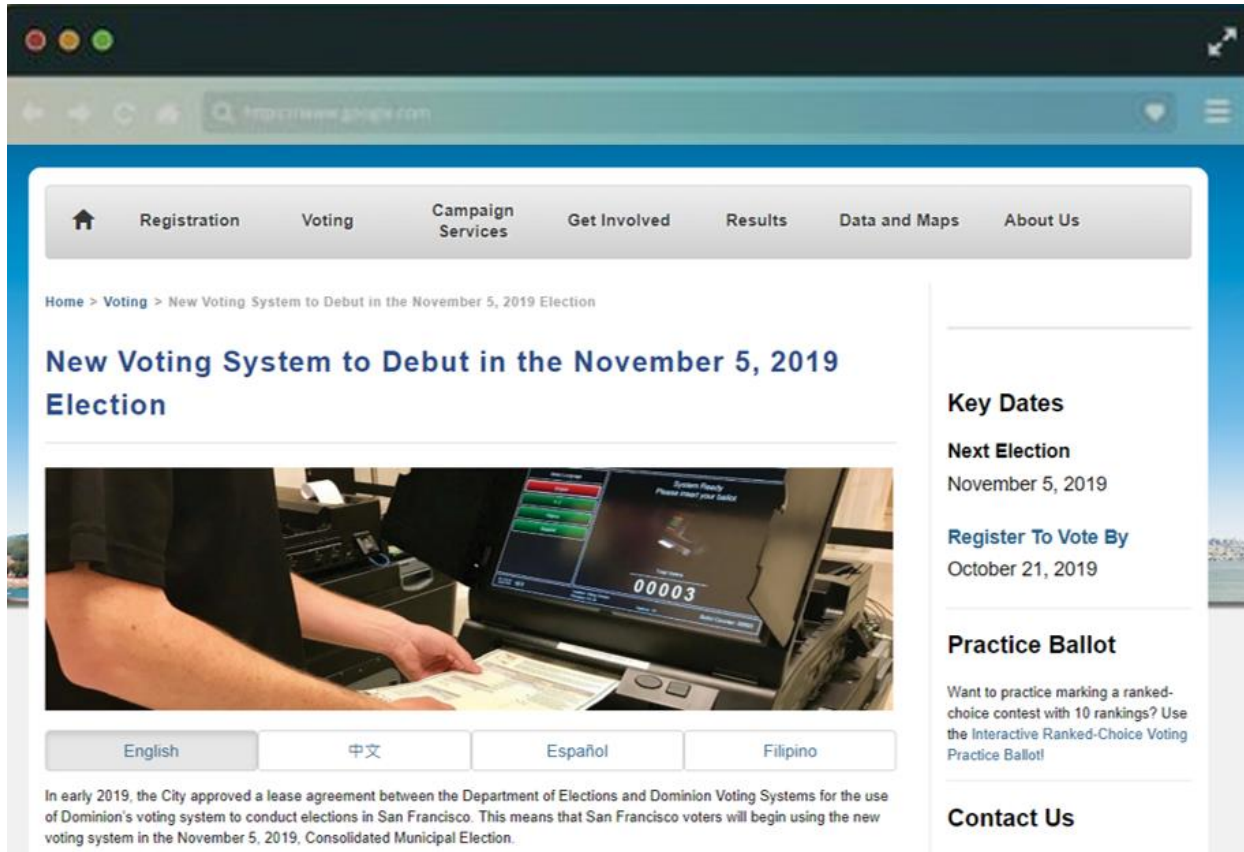 https://www.google.com
Registration
Voting
Campaign
Services
Get Involved
Results
Data and Maps
About Us
Home > Voting > New Voting System to Debut in the November 5, 2019 Election
New Voting System to Debut in the November 5, 2019
Election
System Ready
Please insert your ballot
00003
English
中文
Español
Filipino
In early 2019, the City approved a lease agreement between the Department of Elections and Dominion Voting Systems for the use
of Dominion's voting system to conduct elections in San Francisco. This means that San Francisco voters will begin using the new
voting system in the November 5, 2019, Consolidated Municipal Election.
Key Dates
Next Election
November 5, 2019
Register To Vote By
October 21, 2019
Practice Ballot
Want to practice marking a ranked-
choice contest with 10 rankings? Use
the Interactive Ranked-Choice Voting
Practice Ballot!
Contact Us